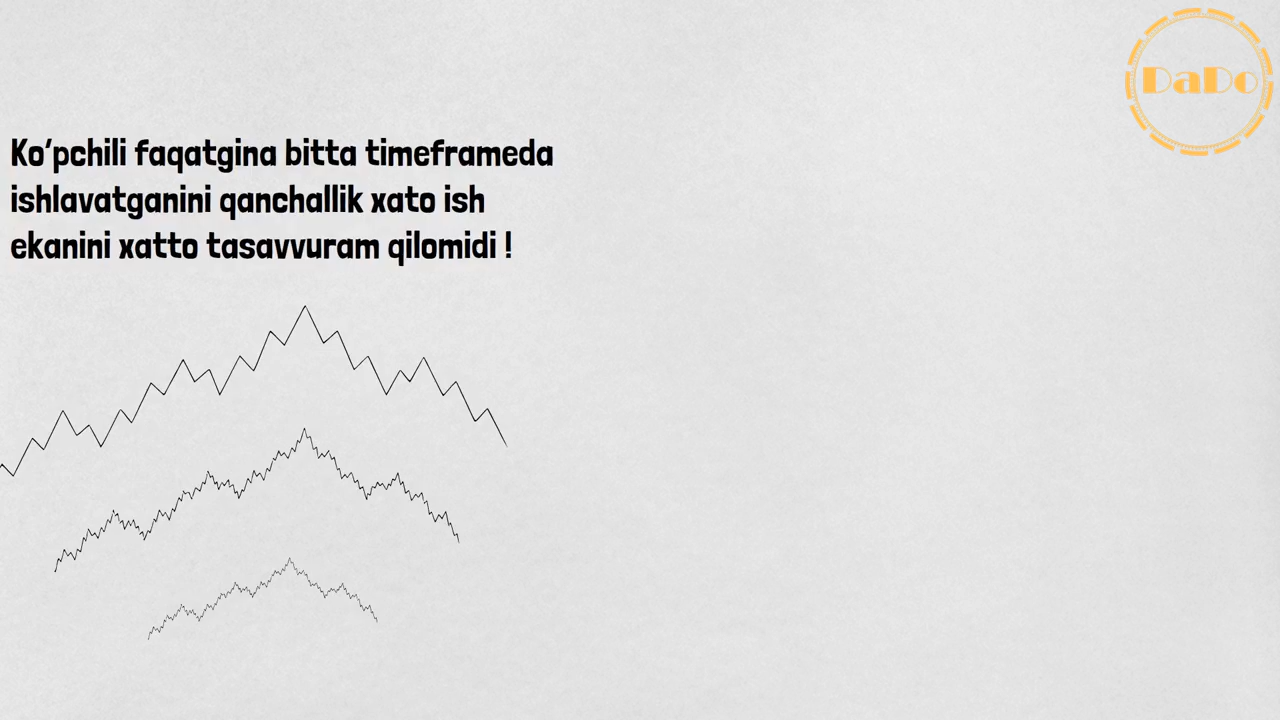 DaDo
Ko‘pchili faqatgina bitta timeframeda
ishlavatganini qanchallik xato ish
ekanini xatto tasavvuram qilomidi !